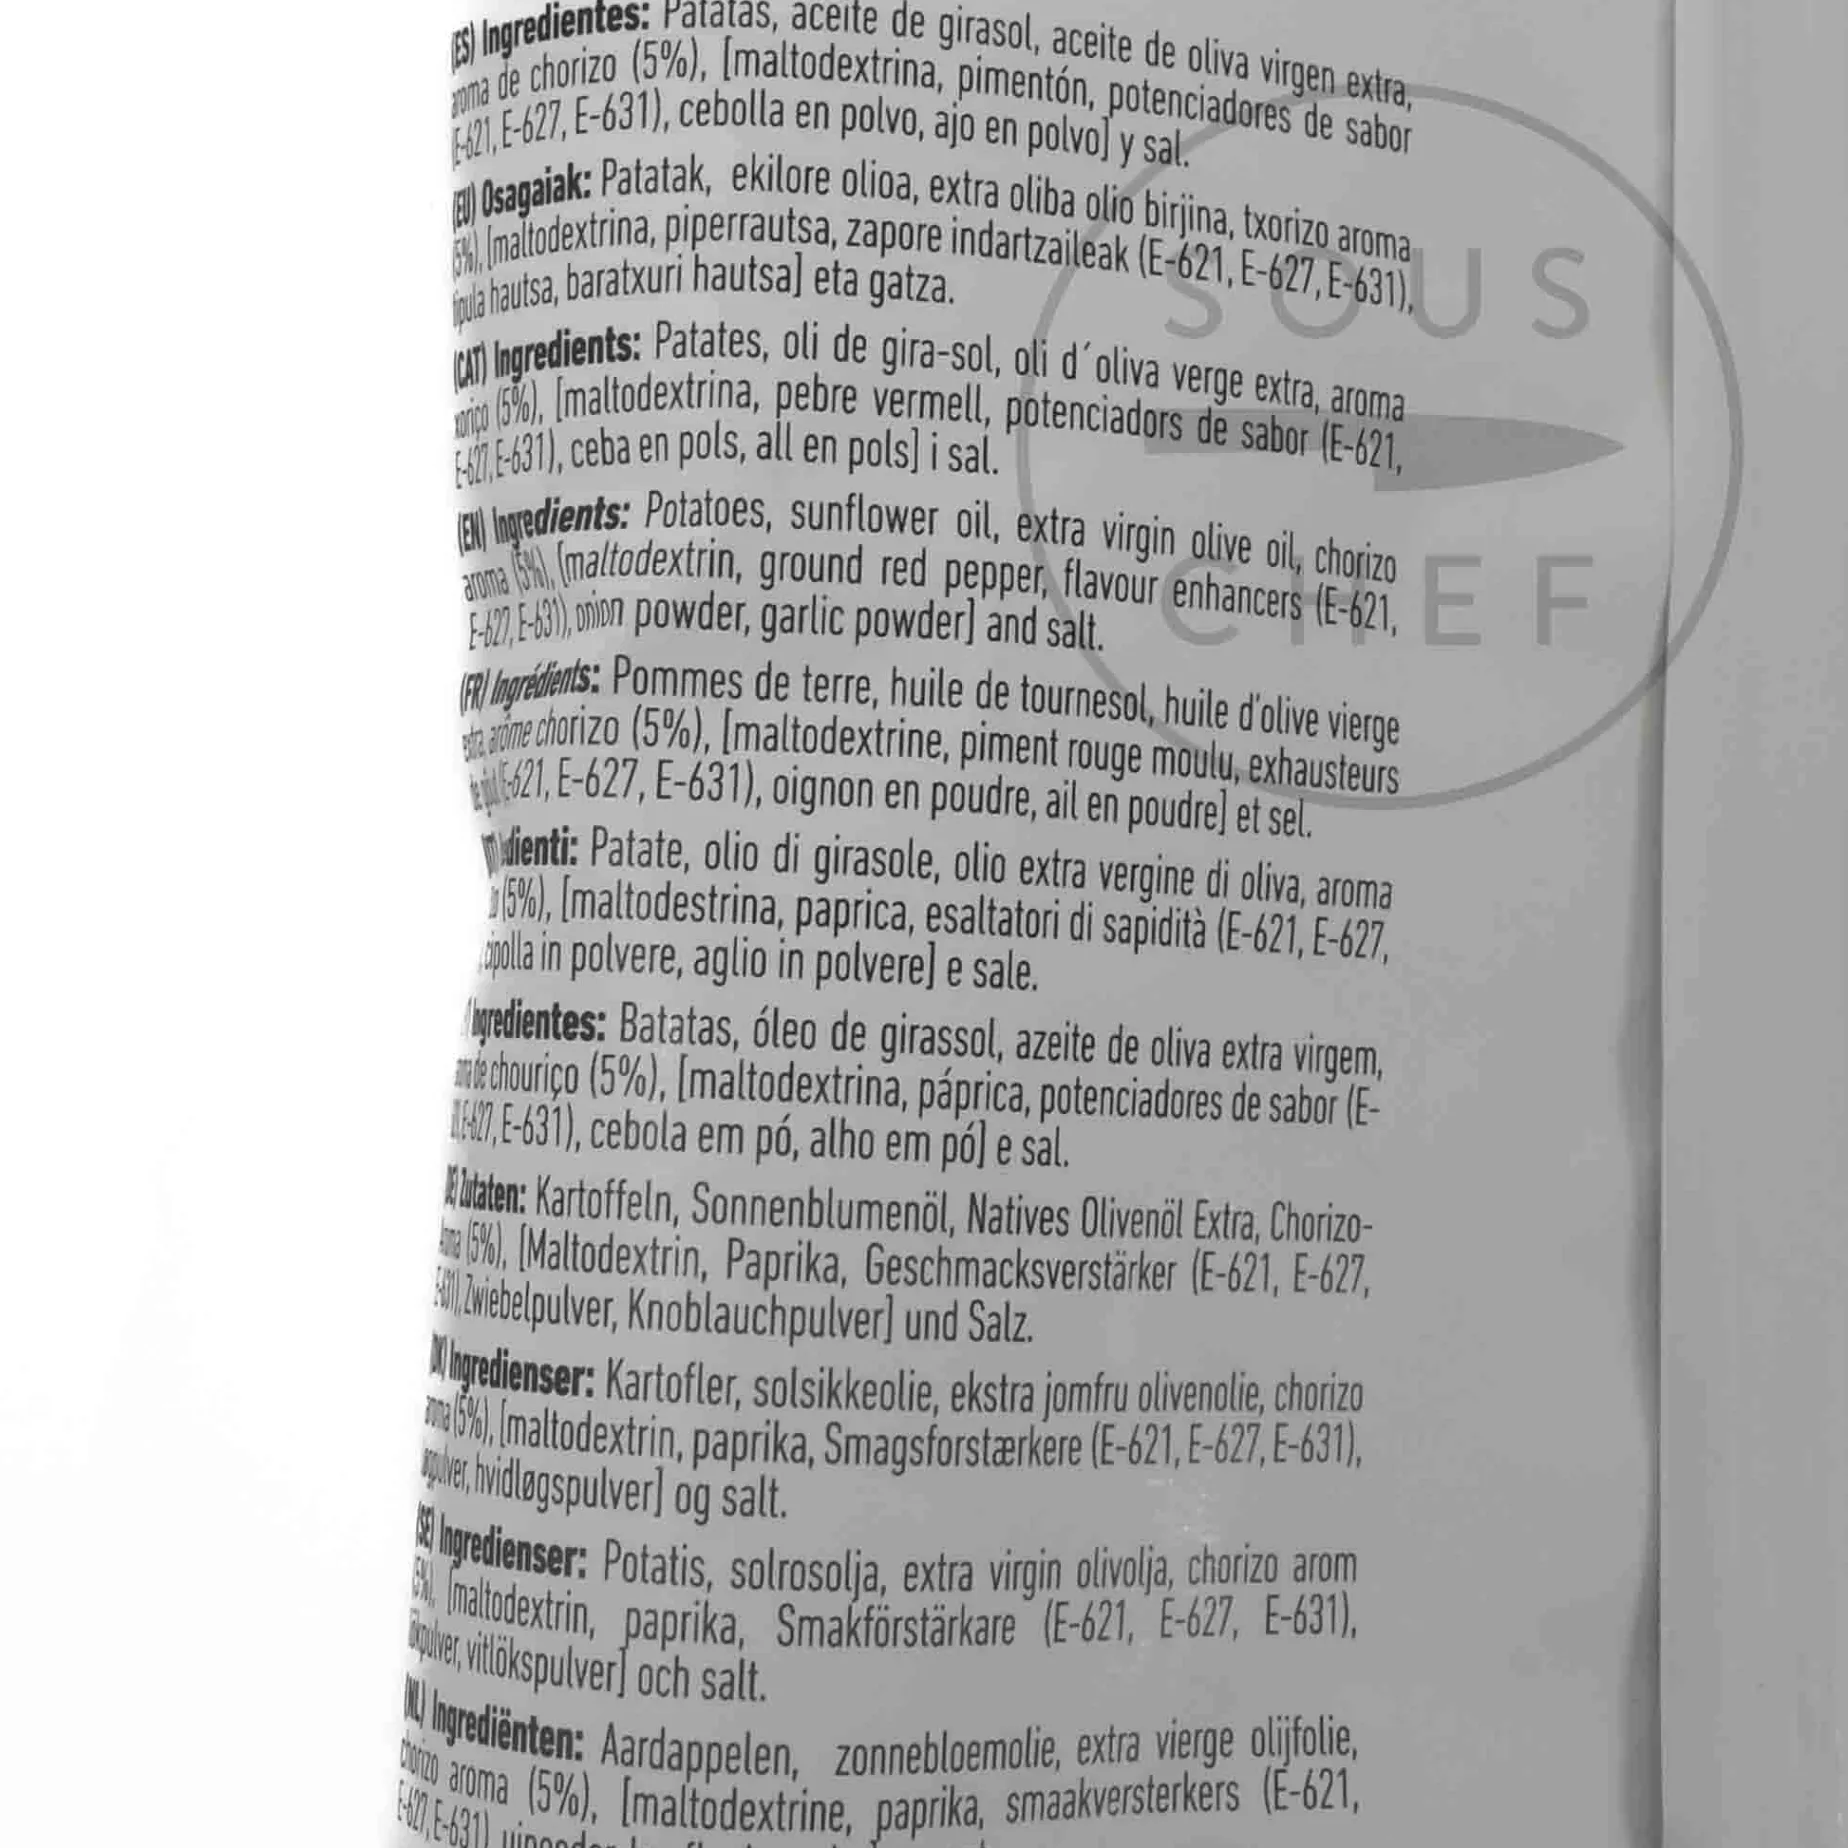 (ES) Ingredientes: Patatas, aceite de girasol, aceite de oliva virgen extra,
aroma de chorizo (5%), [maltodextrina, pimentón, potenciadores de sabor
(E-621, E-627, E-631), cebolla en polvo, ajo en polvo] y sal.
(EU) Osagaiak: Patatak, ekilore olioa, extra oliba olio birjina, txorizo aroma
(5%), [maltodextrina, piperrautsa, zapore indartzaileak (E-621, E-627, E-631),
tipula hautsa, baratxuri hautsa] eta gatza.
(CAT) Ingredients: Patates, oli de gira-sol, oli d´oliva verge extra, aroma
xoriço (5%), [maltodextrina, pebre vermell, potenciadors de sabor (E-621,
E-627, E-631), ceba en pols, all en pols] i sal.
(EN) Ingredients: Potatoes, sunflower oil, extra virgin olive oil, chorizo
aroma (5%), [maltodextrin, ground red pepper, flavour enhancers (E-621,
E-627, E-631), onion powder, garlic powder] and salt.
(FR) Ingrédients: Pommes de terre, huile de tournesol, huile d'olive vierge
extra, arôme chorizo (5%), [maltodextrine, piment rouge moulu, exhausteurs
(E-621, E-627, E-631), oignon en poudre, ail en poudre] et sel.
Patate, olio di girasole, olio extra vergine di oliva, aroma
(5%), [maltodestrina, paprica, esaltatori di sapidità (E-621, E-627,
cipolla in polvere, aglio in polvere] e sale.
Ingredientes: Batatas, óleo de girassol, azeite de oliva extra virgem,
de chouriço (5%), [maltodextrina, páprica, potenciadores de sabor (E-
E-627, E-631), cebola em pó, alho em pó] e sal.
Zutaten: Kartoffeln, Sonnenblumenöl, Natives Olivenöl Extra, Chorizo-
Aroma (5%), [Maltodextrin, Paprika, Geschmacksverstärker (E-621, E-627,
E-631), Zwiebelpulver, Knoblauchpulver] und Salz.
(DK) Ingredienser: Kartofler, solsikkeolie, ekstra jomfru olivenolie, chorizo
aroma (5%), [maltodextrin, paprika, Smagsforstærkere (E-621, E-627, E-631),
hvidløgspulver] og salt.
(SE) Ingredienser: Potatis, solrosolja, extra virgin olivolja, chorizo arom
(5%), [maltodextrin, paprika, Smakförstärkare (E-621, E-627, E-631),
lökpulver, vitlökspulver] och salt.
(NL) Ingrediënten: Aardappelen, zonnebloemolie, extra vierge olijfolie,
chorizo aroma (5%), [maltodextrine, paprika, smaakversterkers (E-621,
E-627, E-631)
SOUS
CHEF